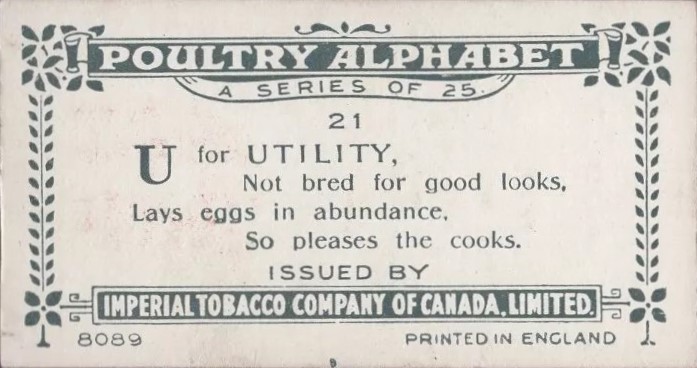 POULTRY ALPHABET
A SERIES OF 25.
21
U for UTILITY,
Not bred for good looks,
Lays eggs in abundance,
So pleases the cooks.
ISSUED BY
IMPERIAL TOBACCO COMPANY OF CANADA, LIMITED.
8089 PRINTED IN ENGLAND